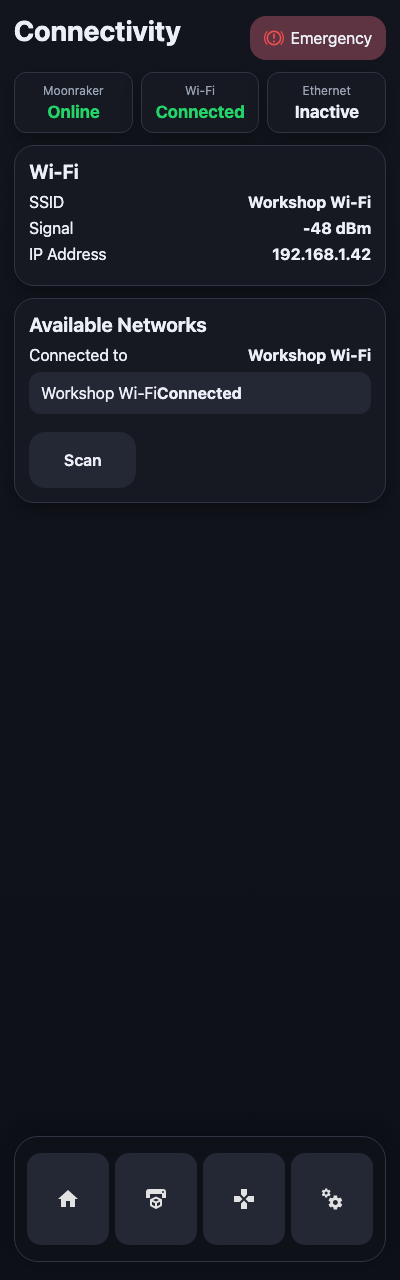 Connectivity
Emergency
Moonraker
Online
Wi-Fi
Connected
Ethernet
Inactive
Wi-Fi
SSID Workshop Wi-Fi
Signal -48 dBm
IP Address 192.168.1.42
Available Networks
Connected to Workshop Wi-Fi
Workshop Wi-FiConnected
Scan